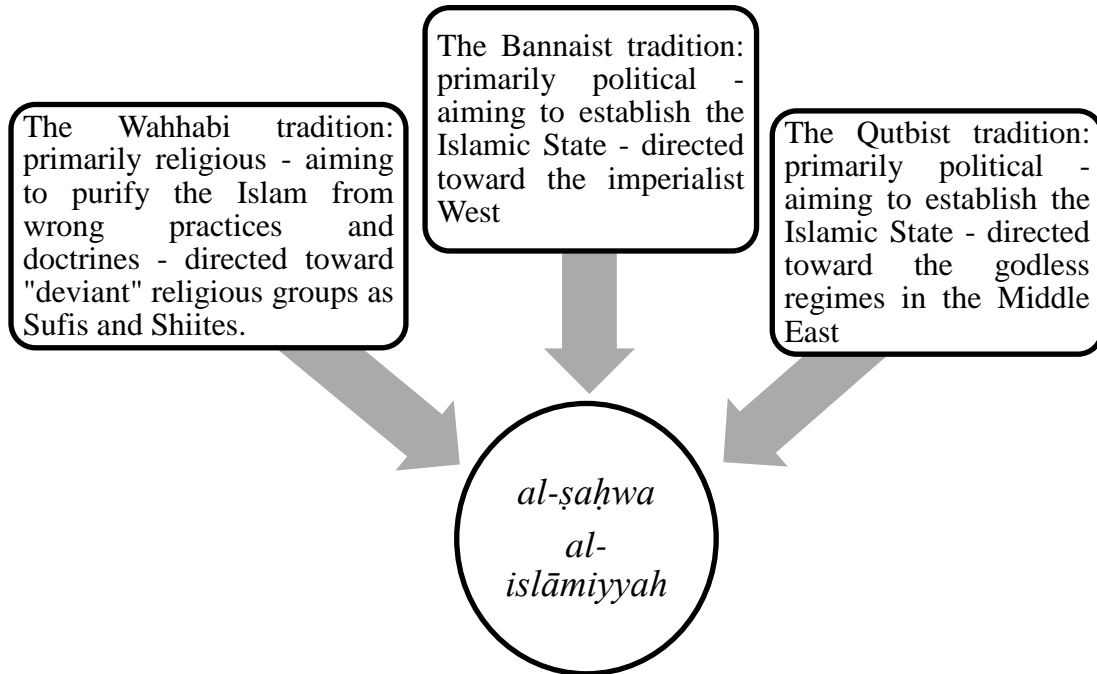 The Wahhabi tradition:
primarily religious - aiming
to purify the Islam from
wrong practices and
doctrines - directed toward
"deviant" religious groups as
Sufis and Shiites.
The Bannaist tradition:
primarily political -
aiming to establish the
Islamic State - directed
toward the imperialist
West
The Qutbist tradition:
primarily political -
aiming to establish the
Islamic State - directed
toward the godless
regimes in the Middle
East
al-ṣaḥwa
al-
islāmiyyah